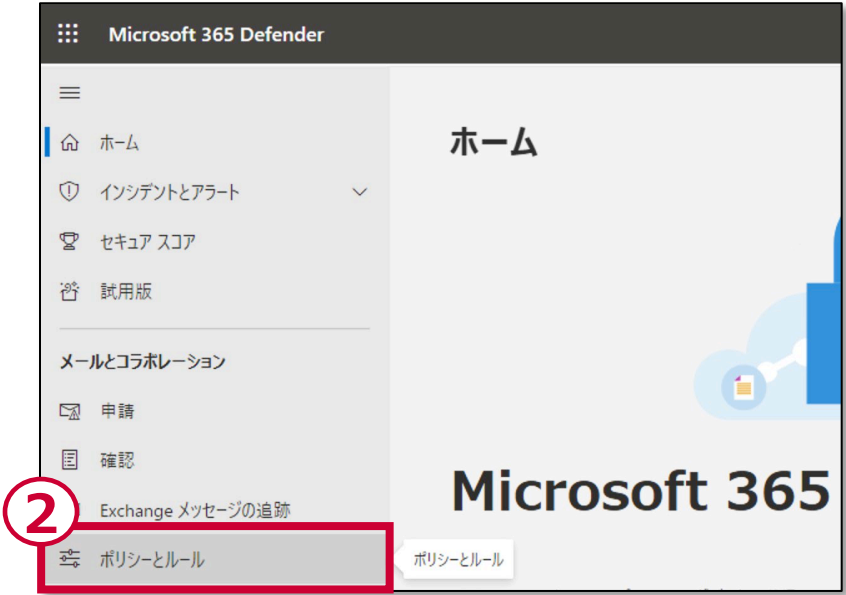 Microsoft 365 Defender
ホーム
ホーム
インシデントとアラート
セキュア スコア
試用版
メールとコラボレーション
申請
確認
Microsoft 365
② Exchange メッセージの追跡
ポリシーとルール
ポリシーとルール